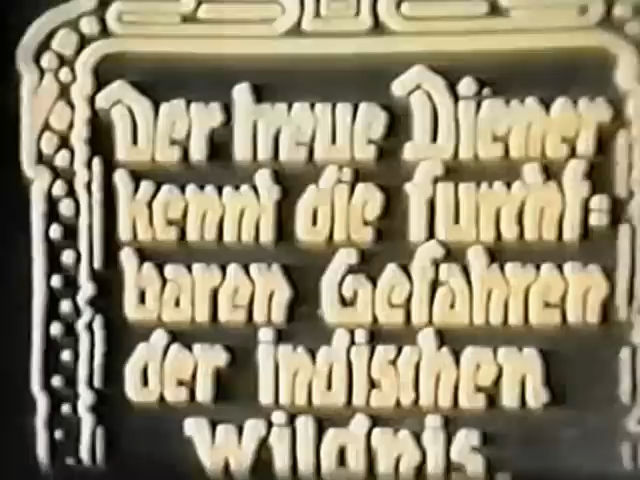 Der treue Diener
kennt die furcht=
baren Gefahren
der indischen
Wildnis.